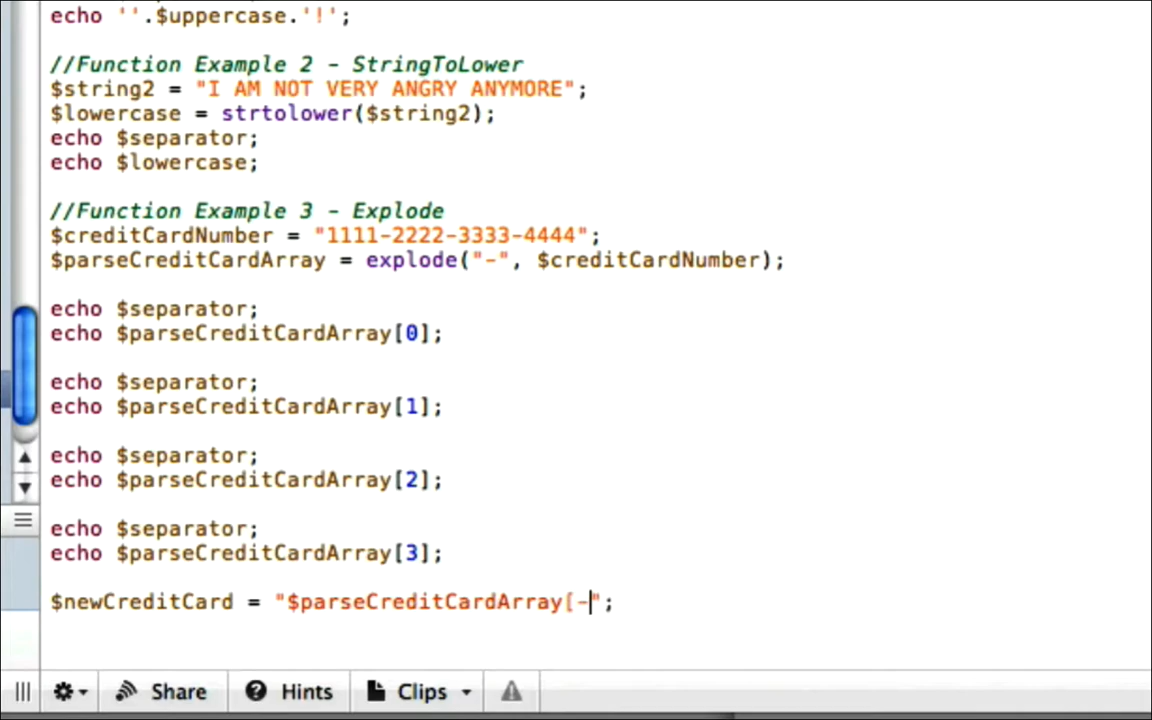 echo ''.$uppercase.'!';
//Function Example 2 - StringToLower
$string2 = "I AM NOT VERY ANGRY ANYMORE";
$lowercase = strtolower($string2);
echo $separator;
echo $lowercase;
//Function Example 3 - Explode
$creditCardNumber = "1111-2222-3333-4444";
$parseCreditCardArray = explode("-", $creditCardNumber);
echo $separator;
echo $parseCreditCardArray[0];
echo $separator;
echo $parseCreditCardArray[1];
echo $separator;
echo $parseCreditCardArray[2];
echo $separator;
echo $parseCreditCardArray[3];
$newCreditCard = "$parseCreditCardArray[-";
Share Hints Clips